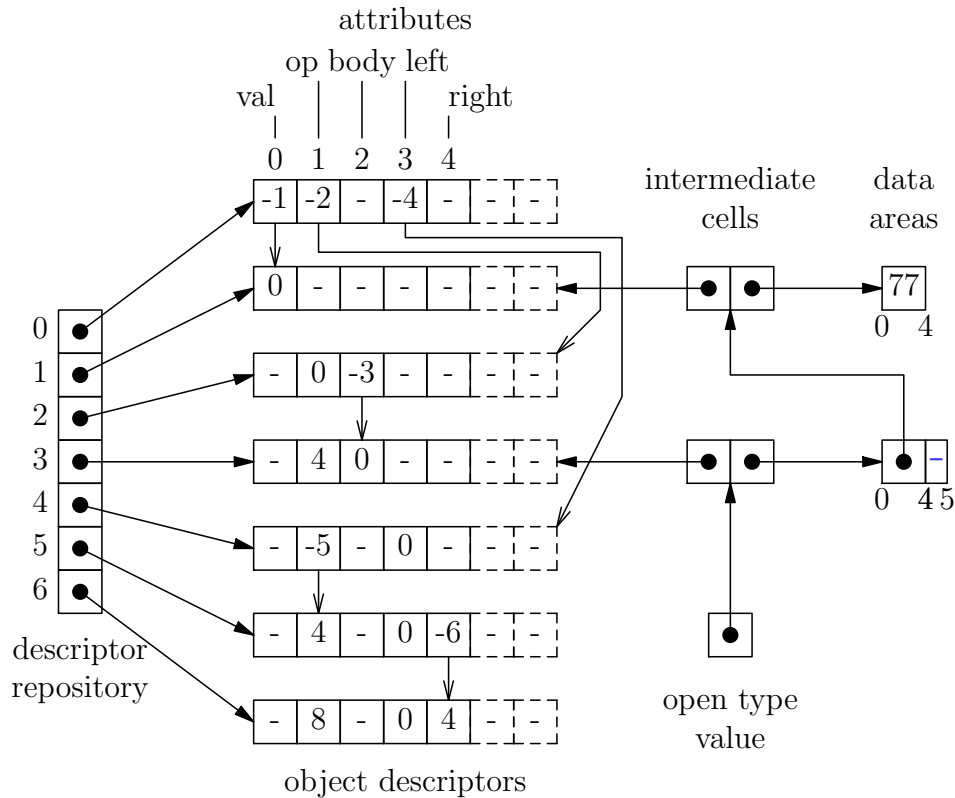 attributes
op body left
val right
0 1 2 3 4
-1 -2 - -4 - - -
intermediate cells
data areas
0 - - - - - -
77
0 4
- 0 -3 - - - -
- 4 0 - - - -
-
0 4 5
- -5 - 0 - - -
- 4 - 0 -6 - -
- 8 - 0 4 - -
0
1
2
3
4
5
6
descriptor
repository
open type
value
object descriptors